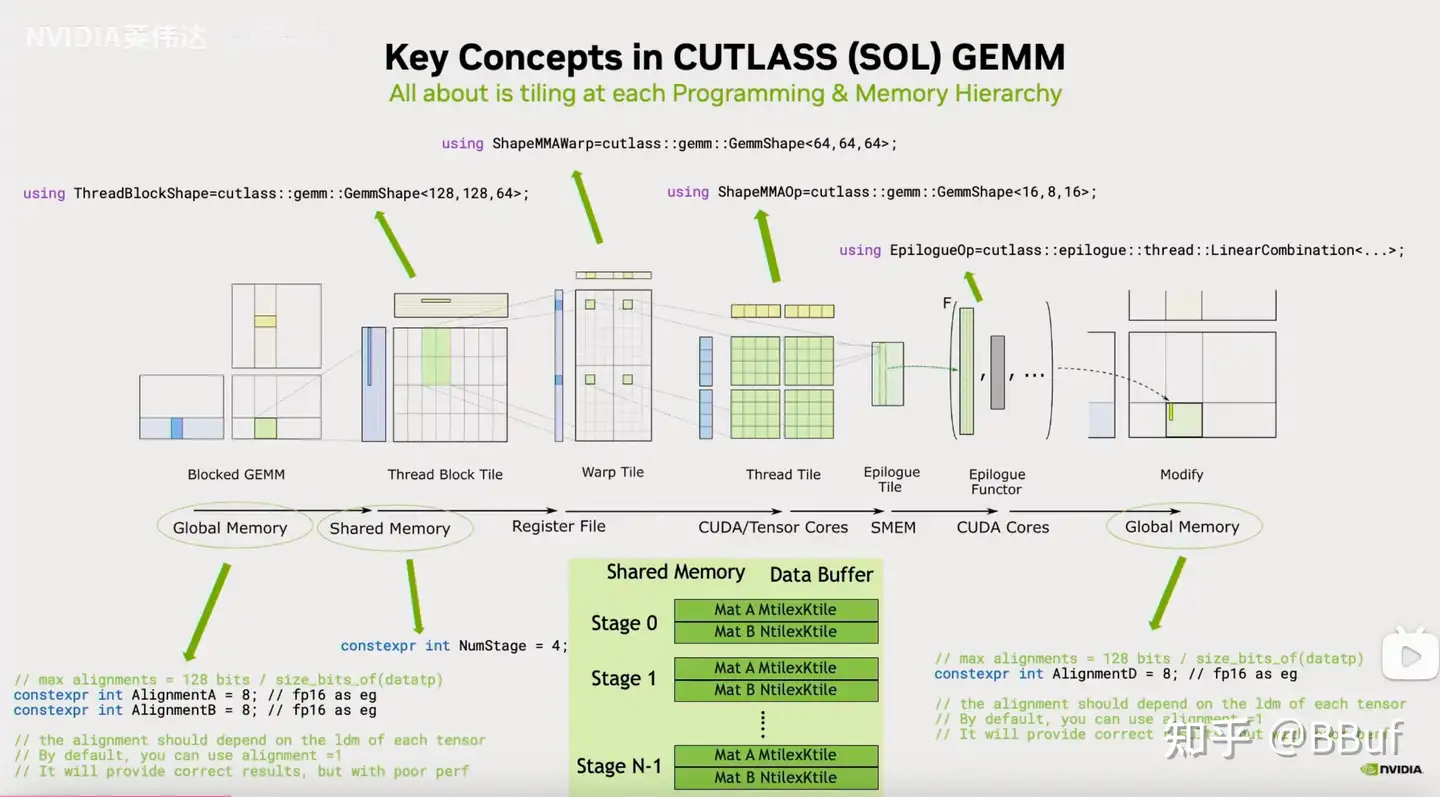 NVIDIA英伟达
Key Concepts in CUTLASS (SOL) GEMM
All about is tiling at each Programming & Memory Hierarchy
using ShapeMMAWarp=cutlass::gemm::GemmShape<64,64,64>;
using ThreadBlockShape=cutlass::gemm::GemmShape<128,128,64>;
using ShapeMMAOp=cutlass::gemm::GemmShape<16,8,16>;
using EpilogueOp=cutlass::epilogue::thread::LinearCombination<...>;
F
, , ...
Blocked GEMM
Thread Block Tile
Warp Tile
Thread Tile
Epilogue
Tile
Epilogue
Functor
Modify
Global Memory
Shared Memory
Register File
CUDA/Tensor Cores
SMEM
CUDA Cores
Global Memory
constexpr int NumStage = 4;
// max alignments = 128 bits / size_bits_of(datatp)
constexpr int AlignmentA = 8; // fp16 as eg
constexpr int AlignmentB = 8; // fp16 as eg
// the alignment should depend on the ldm of each tensor
// By default, you can use alignment =1
// It will provide correct results, but with poor perf
Shared Memory Data Buffer
Stage 0
Mat A MtilexKtile
Mat B NtilexKtile
Stage 1
Mat A MtilexKtile
Mat B NtilexKtile
Stage N-1
Mat A MtilexKtile
Mat B NtilexKtile
// max alignments = 128 bits / size_bits_of(datatp)
constexpr int AlignmentD = 8; // fp16 as eg
// the alignment should depend on the ldm of each tensor
// By default, you can use alignment =1
// It will provide correct results, but with poor perf
知乎 @BBuf
NVIDIA.